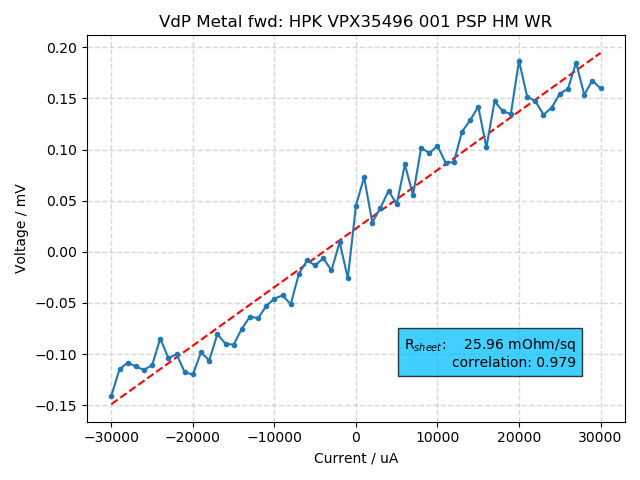 VdP Metal fwd: HPK VPX35496 001 PSP HM WR
0.20
0.15
0.10
0.05
0.00
−0.05
−0.10
−0.15
Voltage / mV
R_sheet: 25.96 mOhm/sq
correlation: 0.979
−30000 −20000 −10000 0 10000 20000 30000
Current / uA